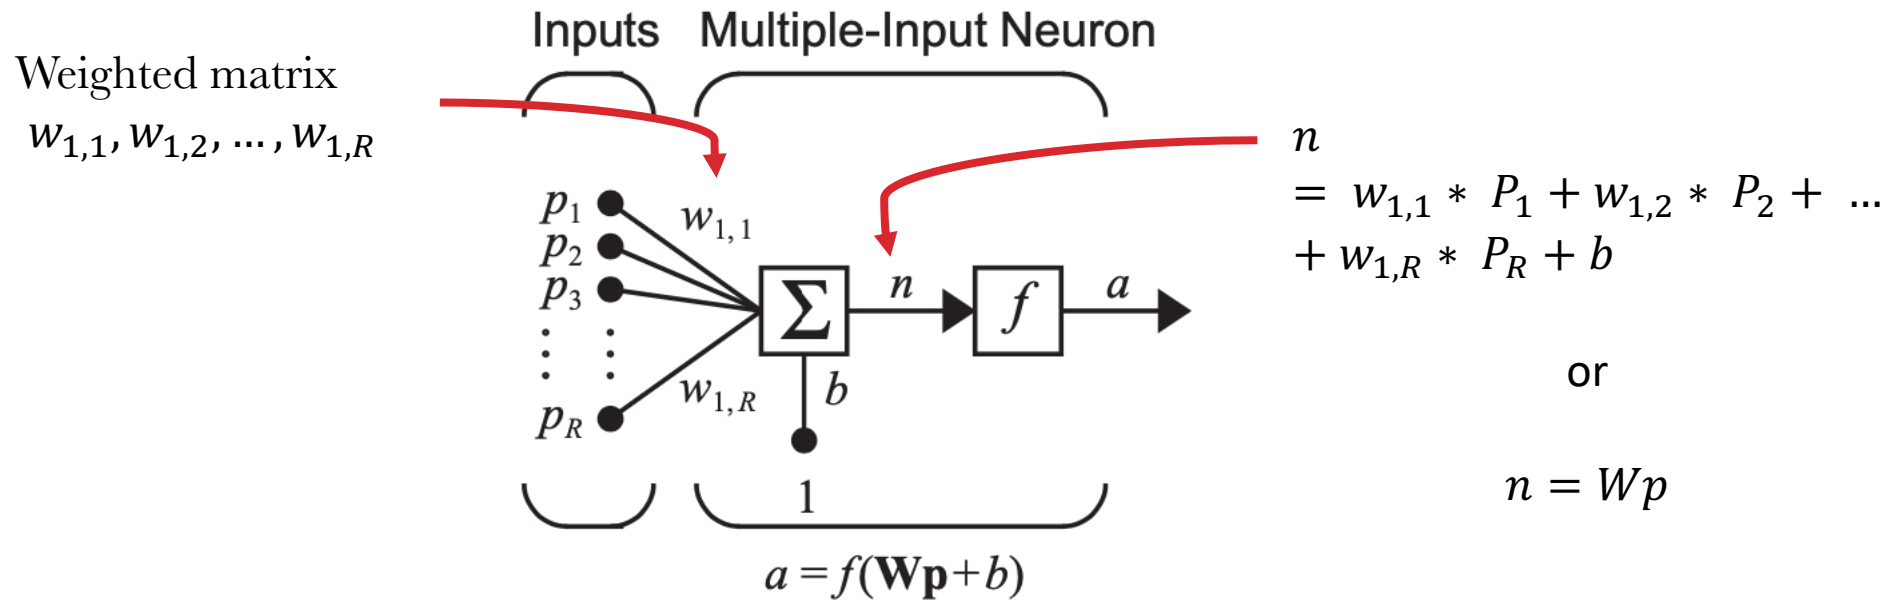 Inputs Multiple-Input Neuron
Weighted matrix
w₁,₁, w₁,₂, … , w₁,R
n
= w₁,₁ * P₁ + w₁,₂ * P₂ + …
+ w₁,R * PR + b
or
n = Wp
p₁
p₂
p₃
⋮ ⋮
pR
w₁,₁
w₁,R
Σ
n
f
a
b
1
a = f(Wp+b)